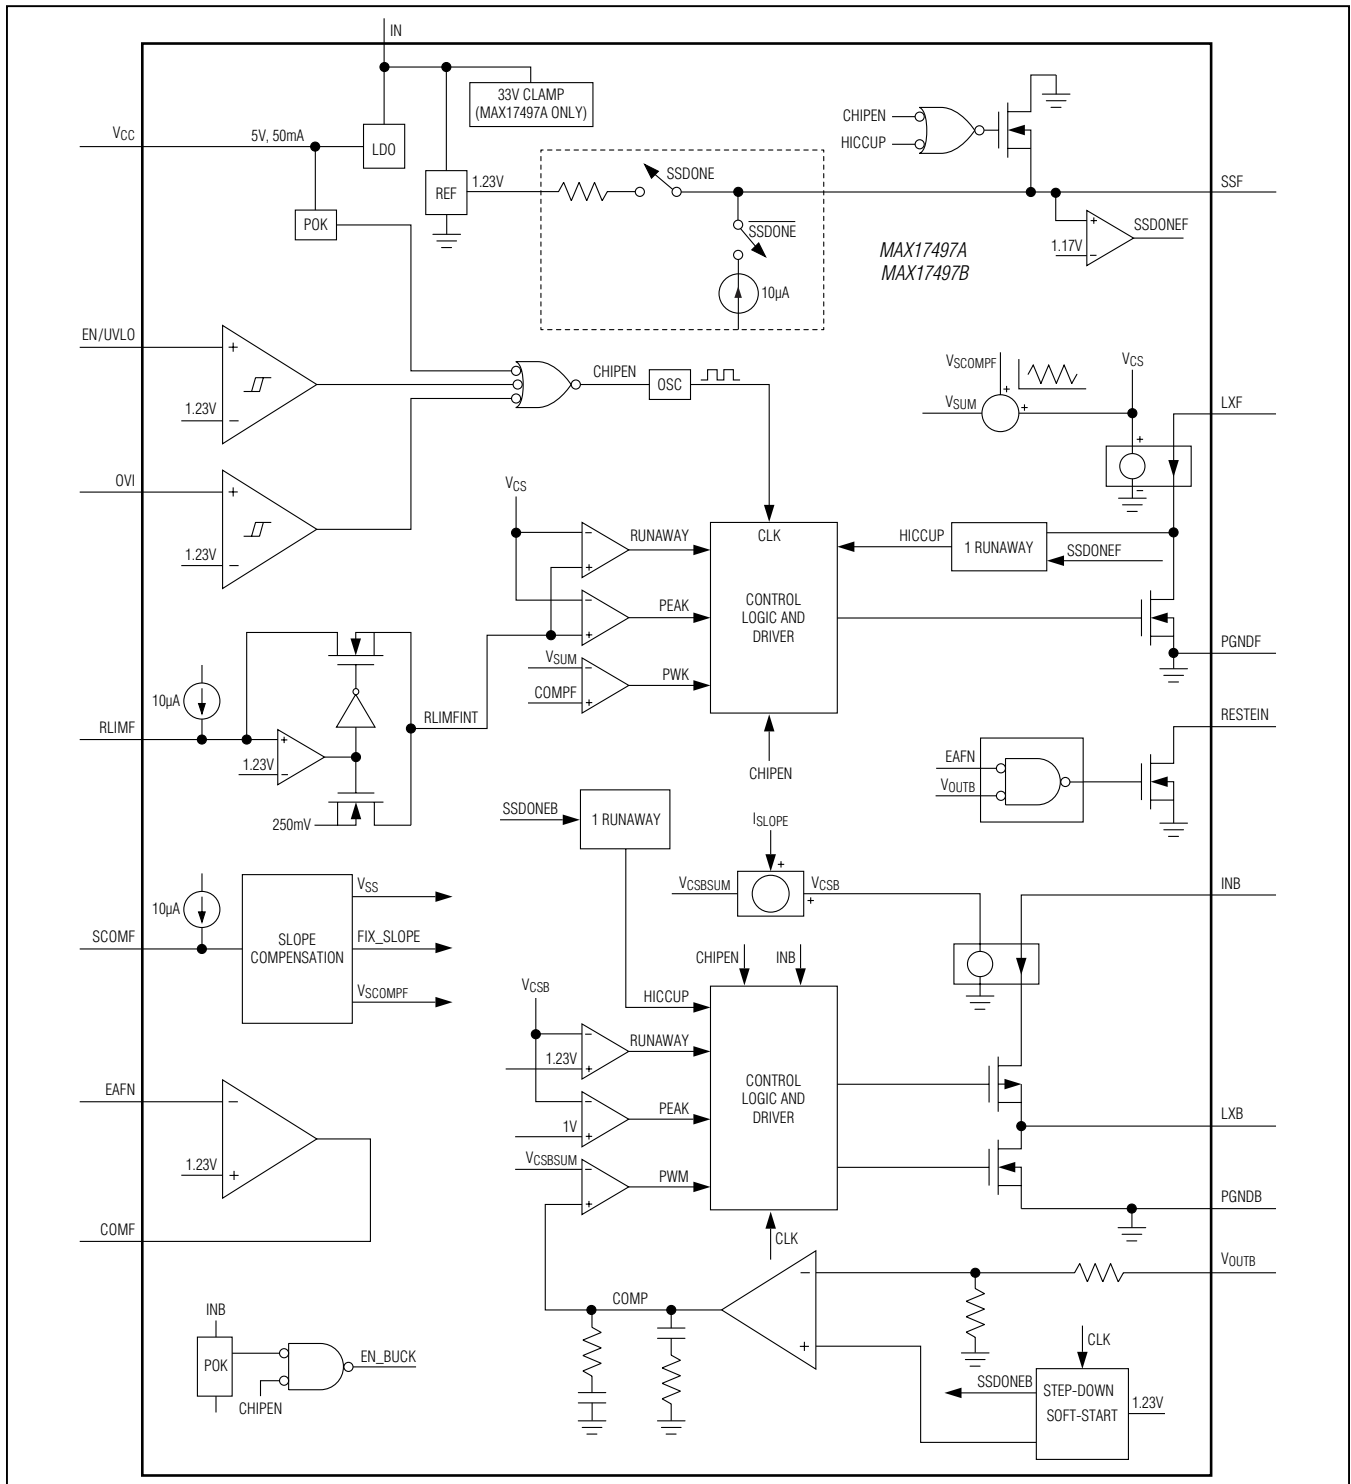 IN
33V CLAMP
(MAX17497A ONLY)
VCC
5V, 50mA
LDO
CHIPEN
HICCUP
REF
1.23V
SSDONE
SSF
POK
SSDONE
SSDONEF
1.17V
MAX17497A
MAX17497B
10µA
EN/UVLO
+
1.23V
−
CHIPEN
OSC
VSCOMPF
VCS
+
VSUM
+
LXF
+
−
OVI
+
1.23V
−
VCS
RUNAWAY
CLK
HICCUP
1 RUNAWAY
SSDONEF
PEAK
CONTROL
LOGIC AND
DRIVER
PGNDF
VSUM
COMPF
PWK
10µA
RLIMF
RLIMFINT
1.23V
250mV
CHIPEN
RESTEIN
EAFN
VOUTB
SSDONEB
1 RUNAWAY
ISLOPE
+
VCSBSUM
VCSB
+
INB
10µA
VSS
SCOMF
SLOPE
COMPENSATION
FIX_SLOPE
VSCOMPF
CHIPEN
INB
VCSB
HICCUP
RUNAWAY
1.23V
CONTROL
LOGIC AND
DRIVER
EAFN
−
1.23V
+
PEAK
1V
LXB
VCSBSUM
PWM
PGNDB
COMF
CLK
VOUTB
−
COMP
+
INB
POK
EN_BUCK
CHIPEN
CLK
SSDONEB
STEP-DOWN
SOFT-START
1.23V